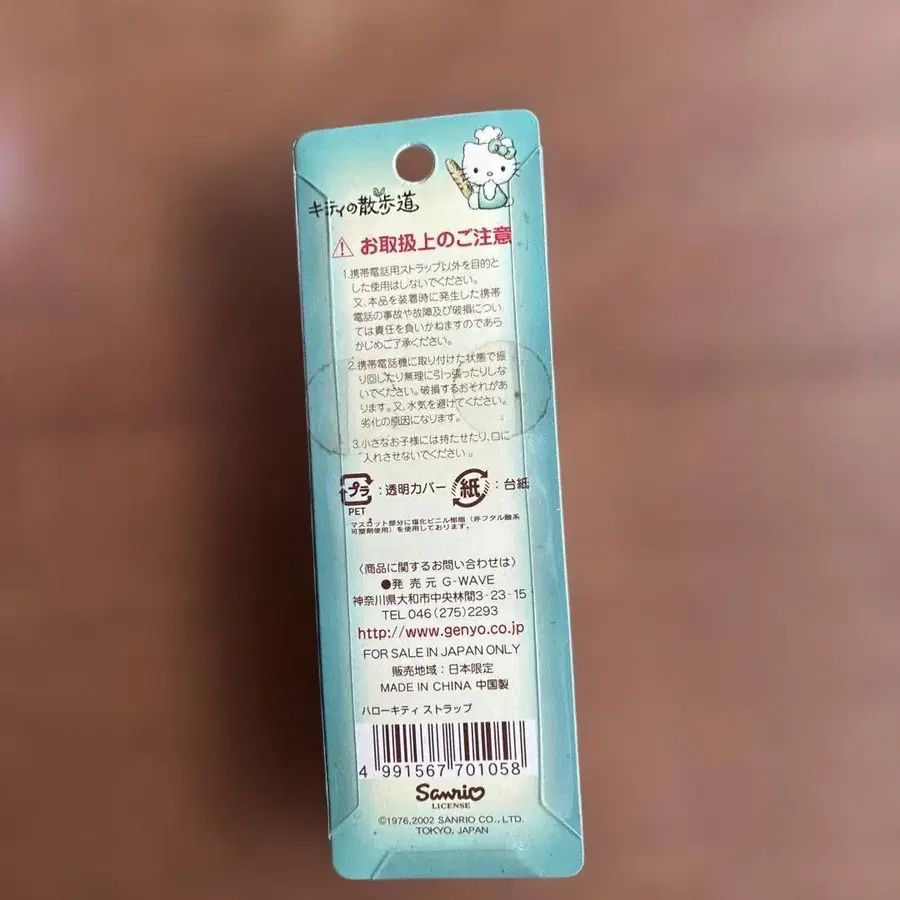 キティの散歩道
お取扱上のご注意
1.携帯電話用ストラップ以外を目的と
した使用はしないでください。
又、本品を装着時に発生した携帯
電話の事故や故障及び破損につい
ては責任を負いかねますのであら
かじめご了承ください。
2.携帯電話機に取り付けた状態で振
り回したり無理に引っ張ったりしな
いでください。破損するおそれがあ
ります。又、水気を避けてください。
劣化の原因になります。
3.小さなお子様には持たせたり、口に
入れさせないでください。
プラ :透明カバー 紙 :台紙
PET
マスコット部分に塩化ビニル樹脂（非フタル酸系
可塑剤使用）を使用しております。
〈商品に関するお問い合わせは〉
●発売元 G-WAVE
神奈川県大和市中央林間3-23-15
TEL 046(275)2293
http://www.genyo.co.jp
FOR SALE IN JAPAN ONLY
販売地域：日本限定
MADE IN CHINA 中国製
ハローキティ ストラップ
4 991567 701058
Sanrio
LICENSE
©1976,2002 SANRIO CO., LTD.
TOKYO, JAPAN